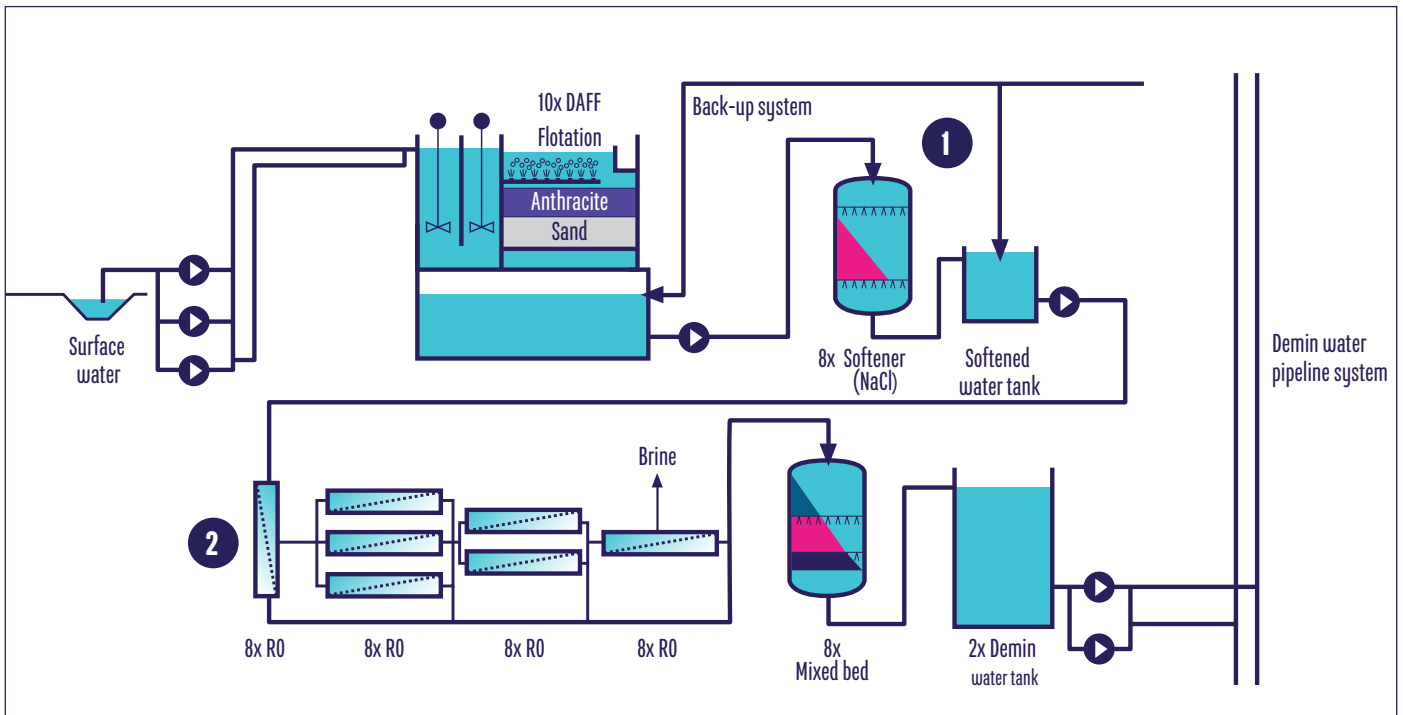 10x DAFF
Flotation
Anthracite
Sand
Back-up system
1
Surface
water
8x Softener
(NaCl)
Softened
water tank
Demin water
pipeline system
2
Brine
8x RO
8x RO
8x RO
8x RO
8x
Mixed bed
2x Demin
water tank